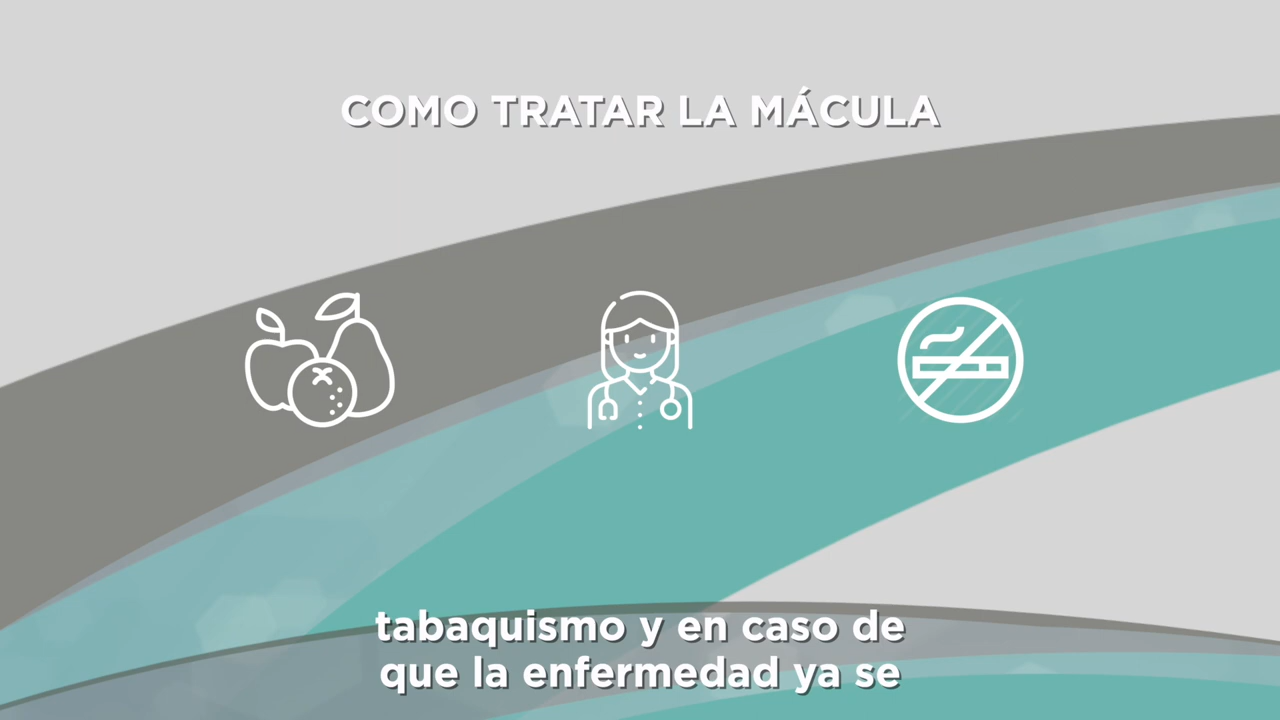 COMO TRATAR LA MÁCULA
tabaquismo y en caso de
que la enfermedad ya se